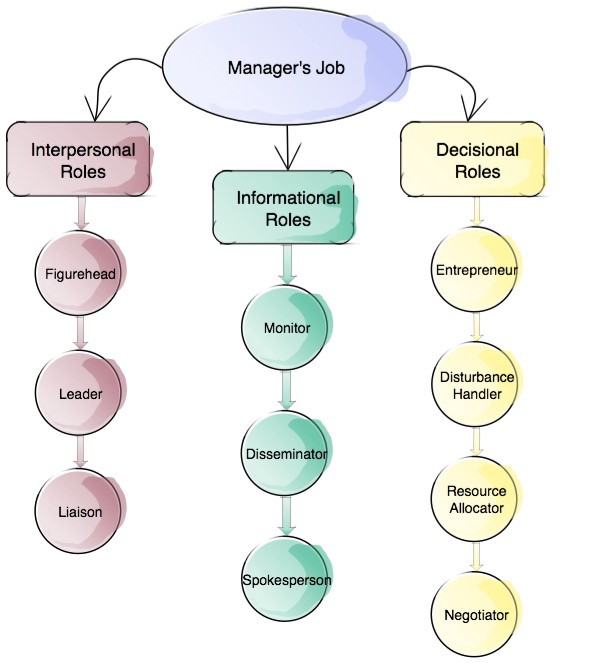 Manager's Job
Interpersonal
Roles
Figurehead
Leader
Liaison
Informational
Roles
Monitor
Disseminator
Spokesperson
Decisional
Roles
Entrepreneur
Disturbance
Handler
Resource
Allocator
Negotiator